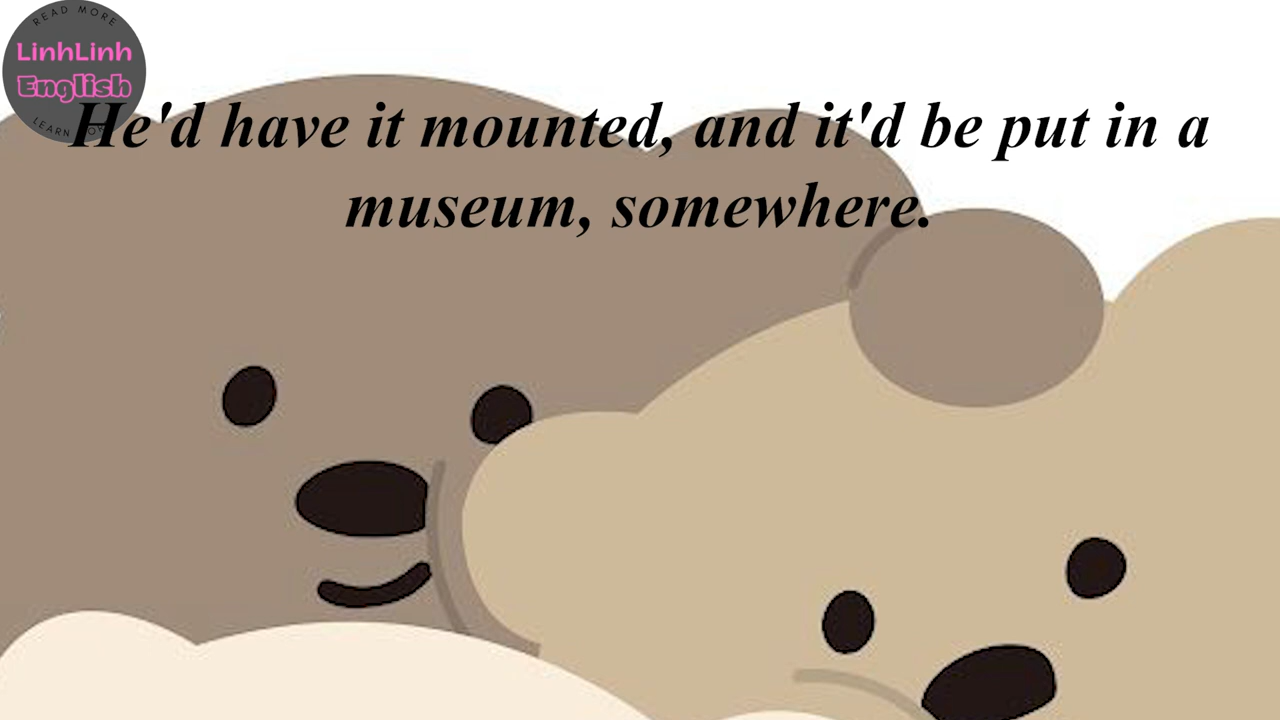 READ MORE
LinhLinh
English
He'd have it mounted, and it'd be put in a
museum, somewhere.